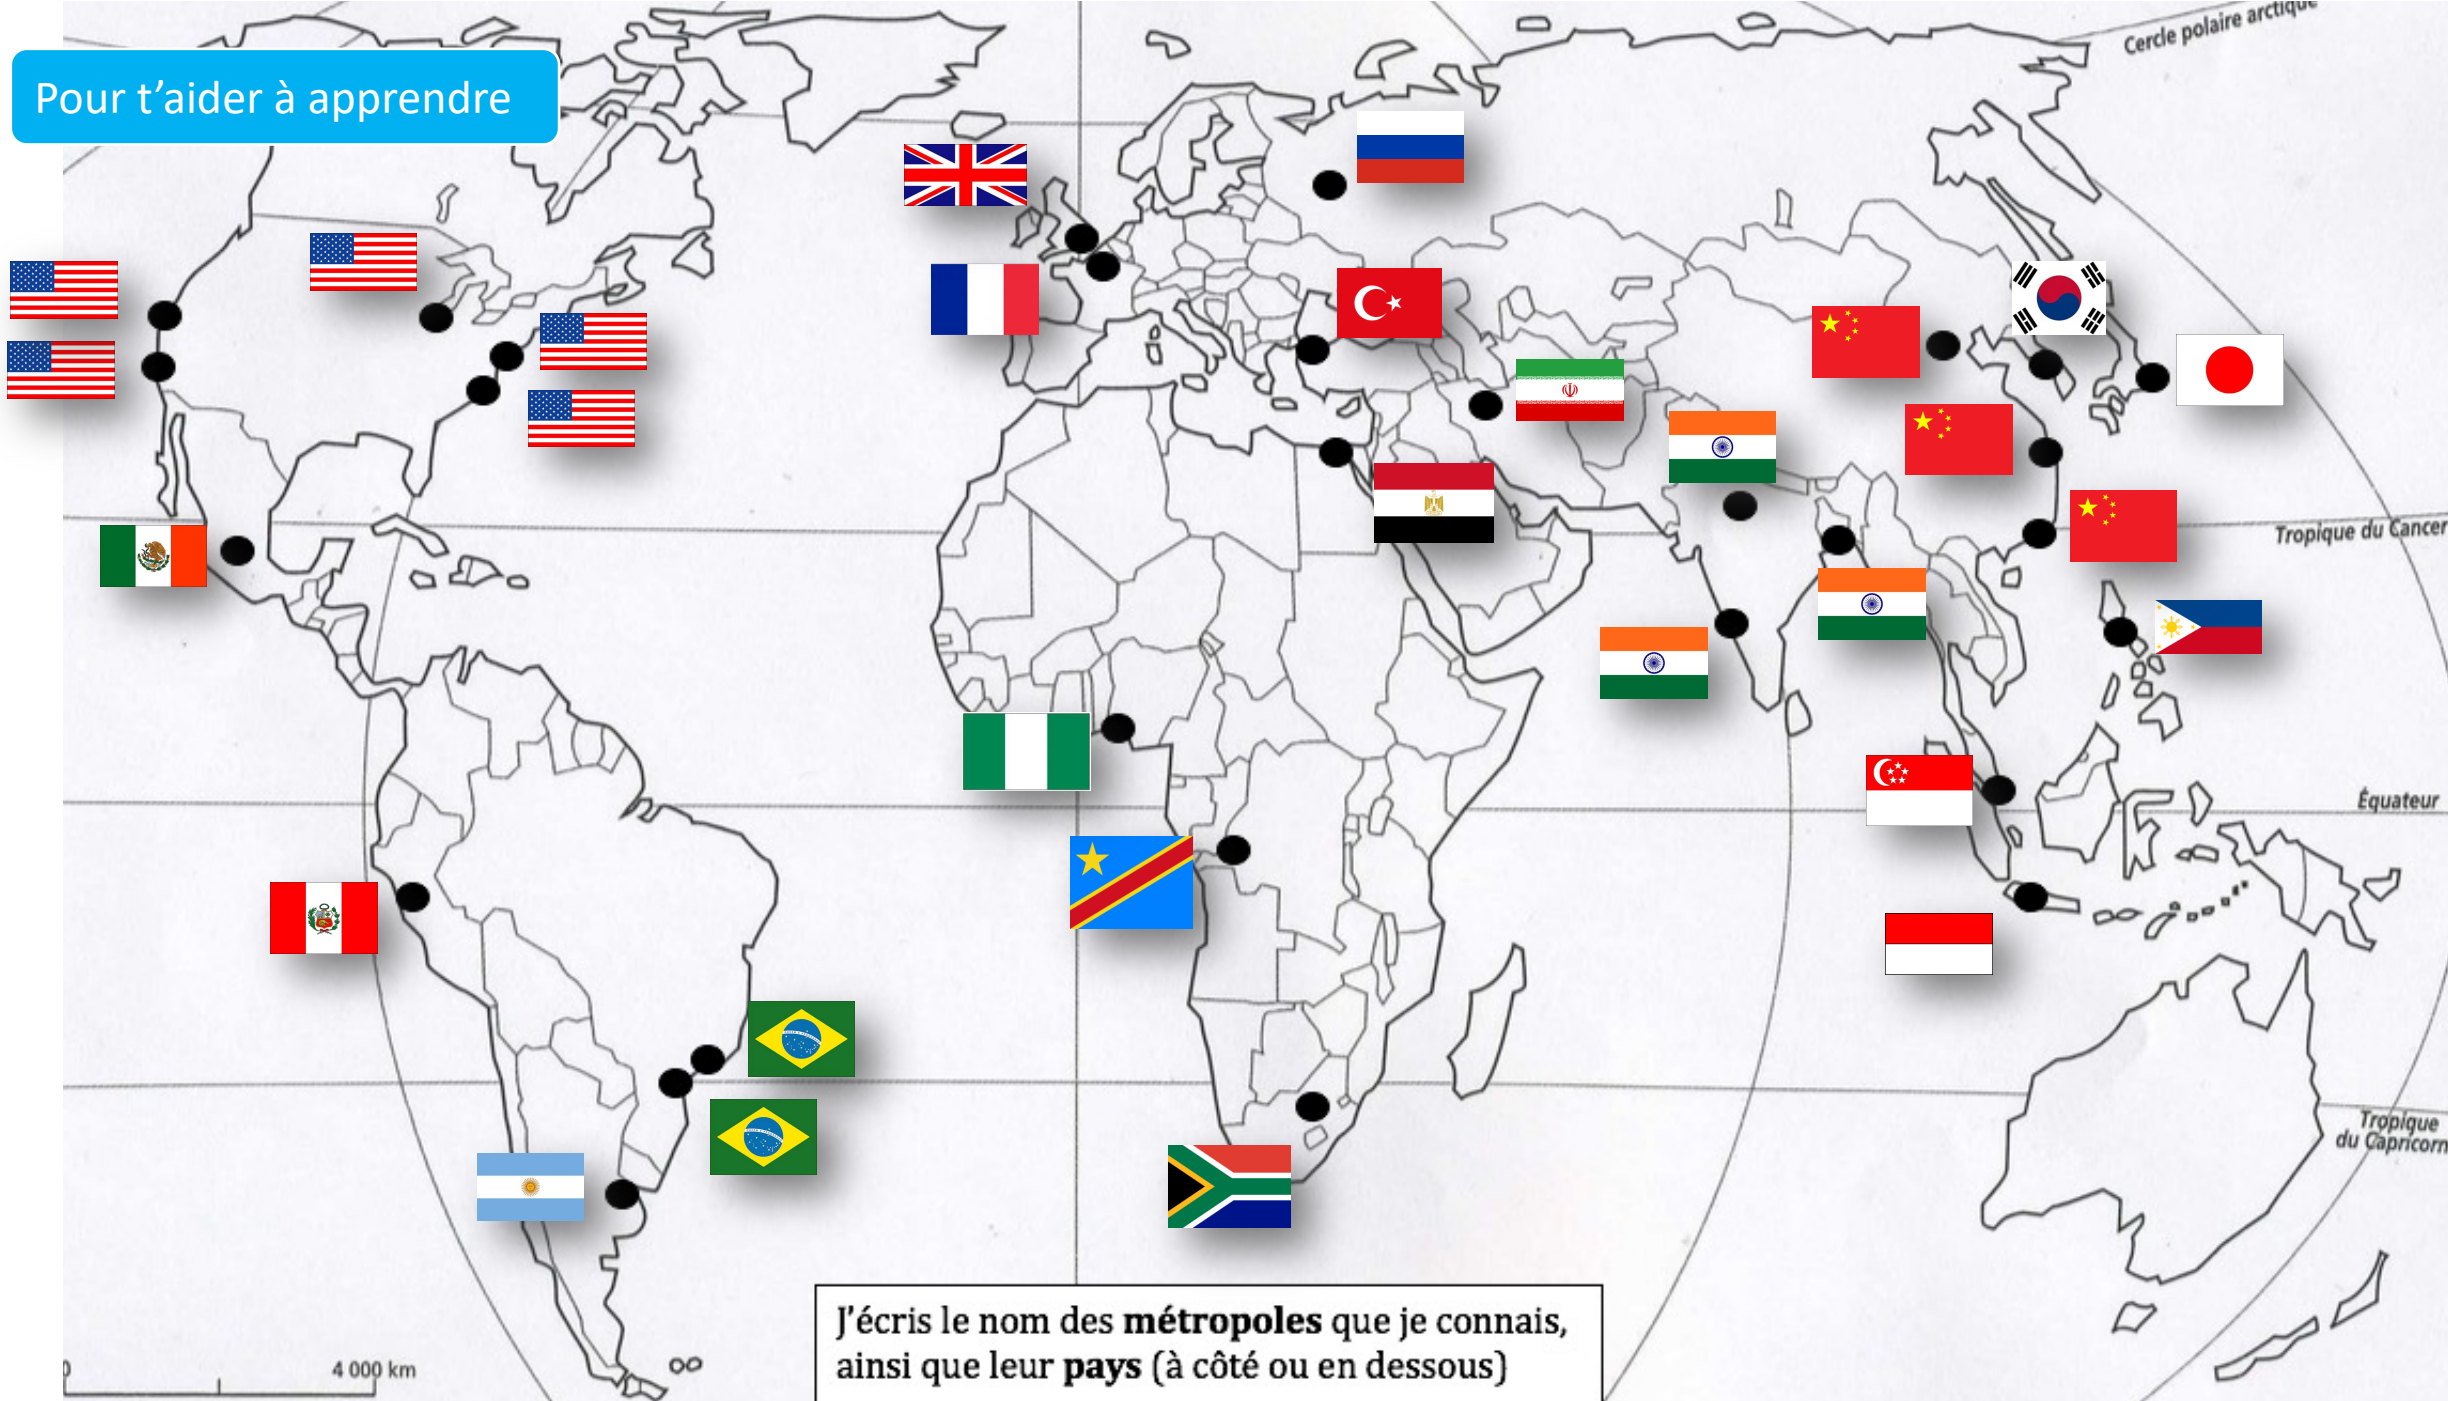 Cercle polaire arctique
Pour t’aider à apprendre
Tropique du Cancer
Équateur
Tropique
du Capricorn
J'écris le nom des métropoles que je connais,
ainsi que leur pays (à côté ou en dessous)
0
4 000 km